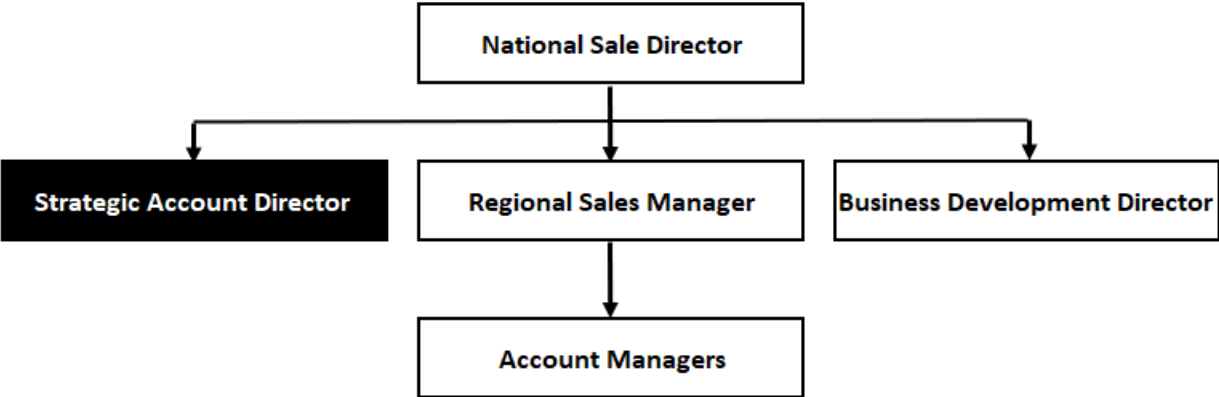 National Sale Director
Strategic Account Director
Regional Sales Manager
Business Development Director
Account Managers